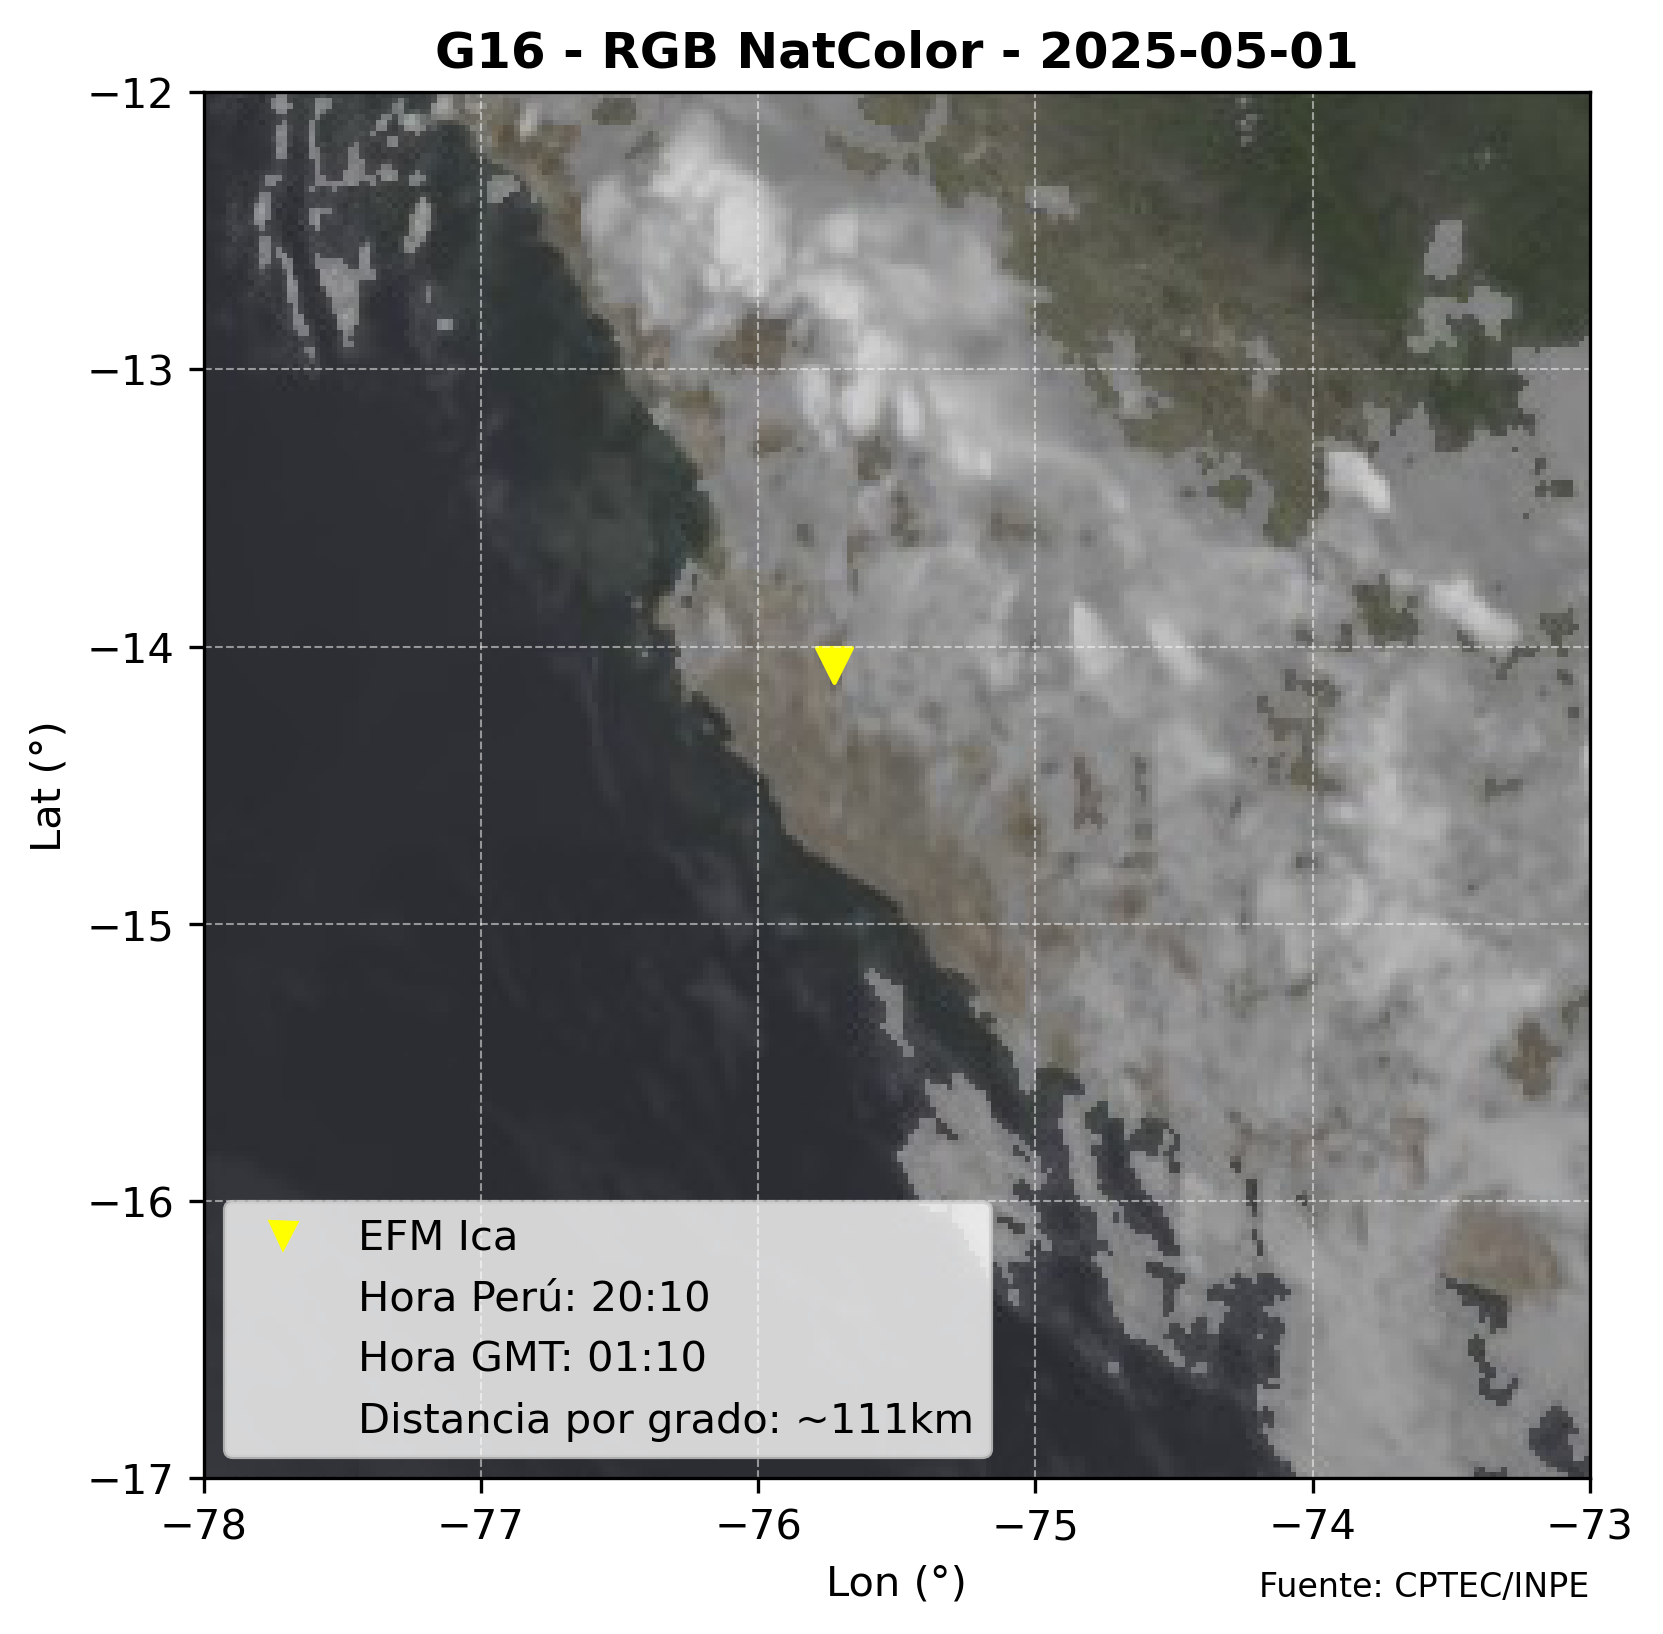 G16 - RGB NatColor - 2025-05-01
−12
−13
−14
−15
−16
−17
Lat (°)
EFM Ica
Hora Perú: 20:10
Hora GMT: 01:10
Distancia por grado: ~111km
−78 −77 −76 −75 −74 −73
Lon (°)
Fuente: CPTEC/INPE